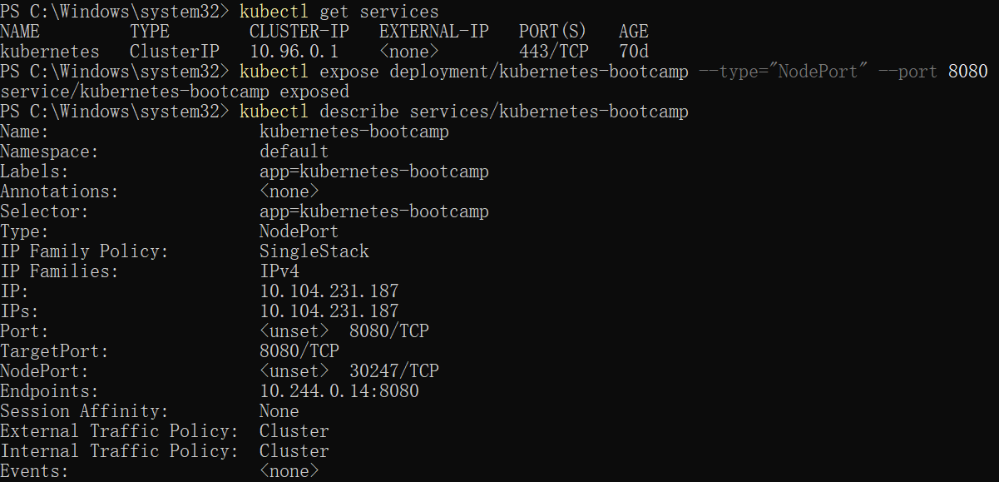 PS C:\Windows\system32> kubectl get services
NAME         TYPE        CLUSTER-IP   EXTERNAL-IP   PORT(S)   AGE
kubernetes   ClusterIP   10.96.0.1    <none>        443/TCP   70d
PS C:\Windows\system32> kubectl expose deployment/kubernetes-bootcamp --type="NodePort" --port 8080
service/kubernetes-bootcamp exposed
PS C:\Windows\system32> kubectl describe services/kubernetes-bootcamp
Name:                     kubernetes-bootcamp
Namespace:                default
Labels:                   app=kubernetes-bootcamp
Annotations:              <none>
Selector:                 app=kubernetes-bootcamp
Type:                     NodePort
IP Family Policy:         SingleStack
IP Families:              IPv4
IP:                       10.104.231.187
IPs:                      10.104.231.187
Port:                     <unset>  8080/TCP
TargetPort:               8080/TCP
NodePort:                 <unset>  30247/TCP
Endpoints:                10.244.0.14:8080
Session Affinity:         None
External Traffic Policy:  Cluster
Internal Traffic Policy:  Cluster
Events:                   <none>